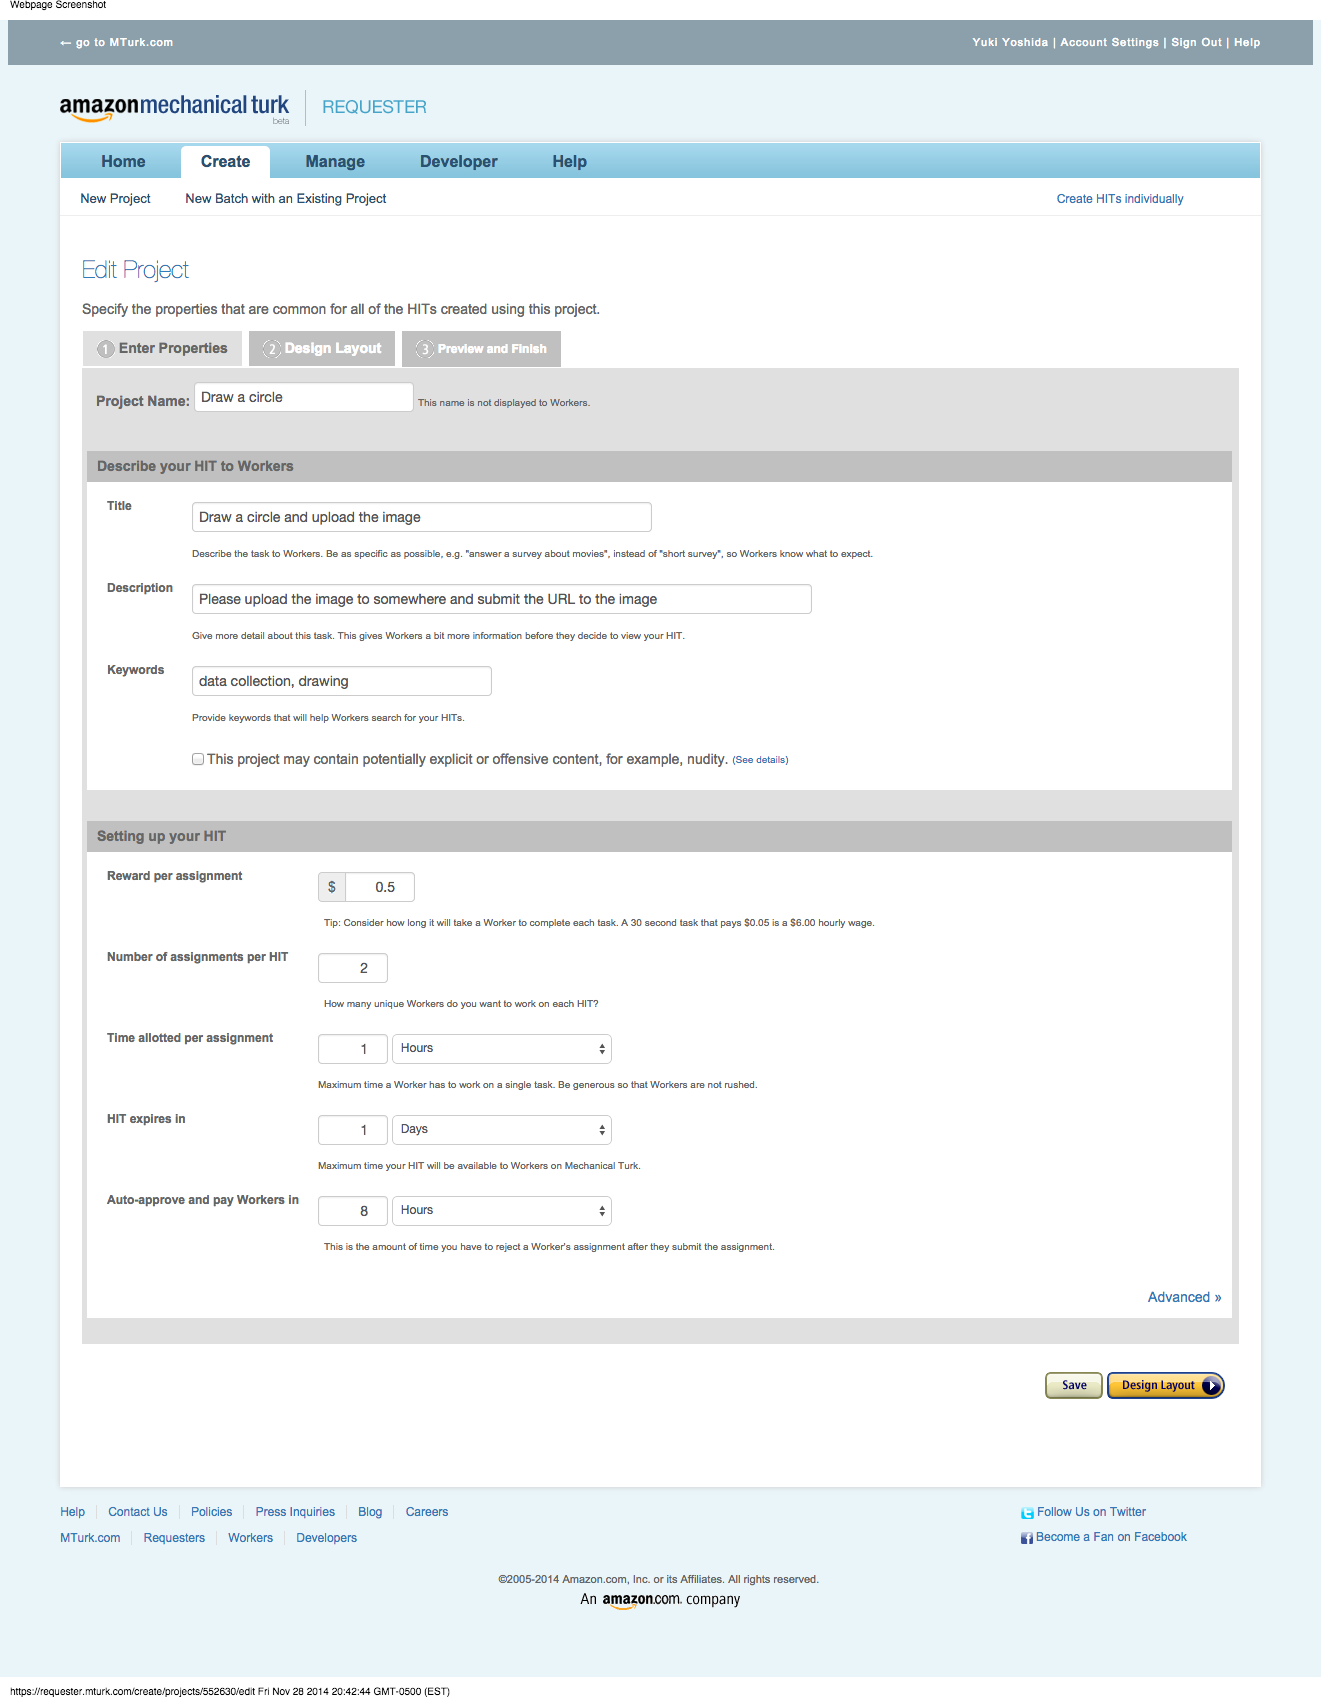 Webpage Screenshot
← go to MTurk.com
Yuki Yoshida | Account Settings | Sign Out | Help
amazonmechanical turk
beta
REQUESTER
Home Create Manage Developer Help
New Project New Batch with an Existing Project Create HITs individually
Edit Project
Specify the properties that are common for all of the HITs created using this project.
1 Enter Properties 2 Design Layout 3 Preview and Finish
Project Name: Draw a circle This name is not displayed to Workers.
Describe your HIT to Workers
Title
Draw a circle and upload the image
Describe the task to Workers. Be as specific as possible, e.g. "answer a survey about movies", instead of "short survey", so Workers know what to expect.
Description
Please upload the image to somewhere and submit the URL to the image
Give more detail about this task. This gives Workers a bit more information before they decide to view your HIT.
Keywords
data collection, drawing
Provide keywords that will help Workers search for your HITs.
This project may contain potentially explicit or offensive content, for example, nudity. (See details)
Setting up your HIT
Reward per assignment
$ 0.5
Tip: Consider how long it will take a Worker to complete each task. A 30 second task that pays $0.05 is a $6.00 hourly wage.
Number of assignments per HIT
2
How many unique Workers do you want to work on each HIT?
Time allotted per assignment
1 Hours
Maximum time a Worker has to work on a single task. Be generous so that Workers are not rushed.
HIT expires in
1 Days
Maximum time your HIT will be available to Workers on Mechanical Turk.
Auto-approve and pay Workers in
8 Hours
This is the amount of time you have to reject a Worker's assignment after they submit the assignment.
Advanced »
Save Design Layout
Help Contact Us Policies Press Inquiries Blog Careers
Follow Us on Twitter
MTurk.com Requesters Workers Developers
Become a Fan on Facebook
©2005-2014 Amazon.com, Inc. or its Affiliates. All rights reserved.
An amazon.com. company
https://requester.mturk.com/create/projects/552630/edit Fri Nov 28 2014 20:42:44 GMT-0500 (EST)